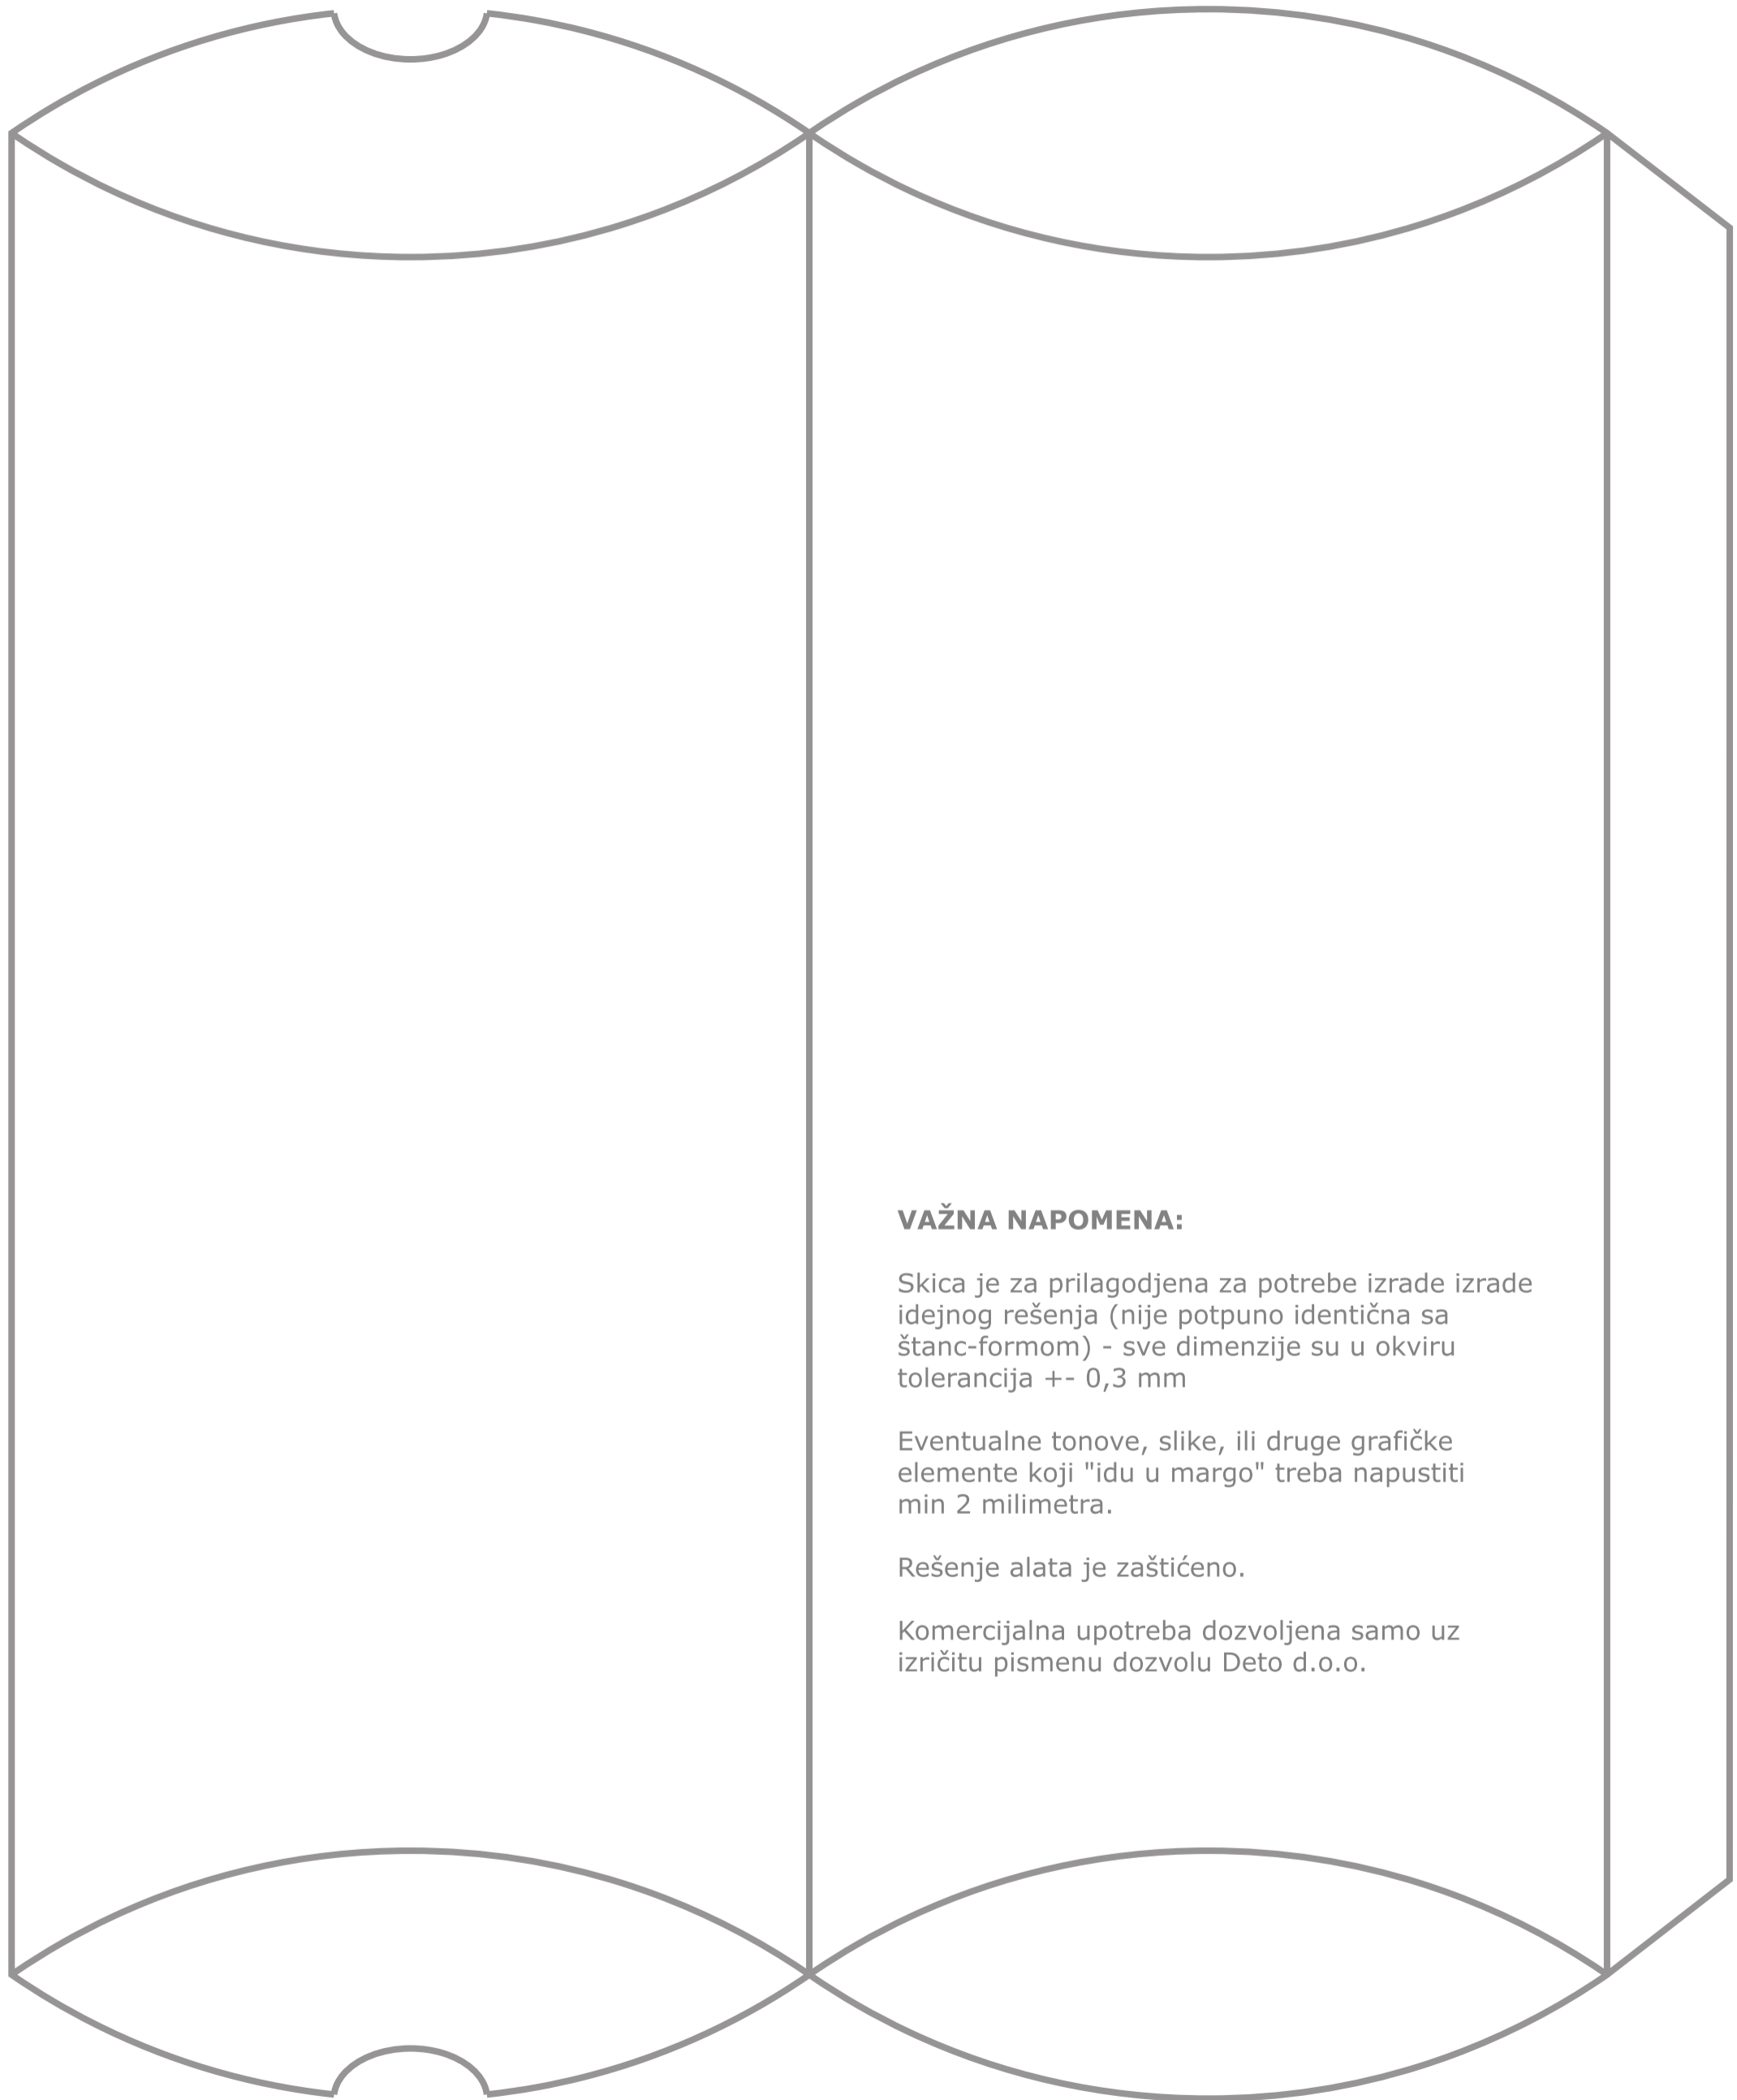 VAŽNA NAPOMENA:
Skica je za prilagodjena za potrebe izrade izrade
idejnog rešenja (nije potpuno identična sa
štanc-formom) - sve dimenzije su u okviru
tolerancija +- 0,3 mm
Eventualne tonove, slike, ili druge grafičke
elemente koji "idu u margo" treba napustiti
min 2 milimetra.
Rešenje alata je zaštićeno.
Komercijalna upotreba dozvoljena samo uz
izričitu pismenu dozvolu Deto d.o.o.